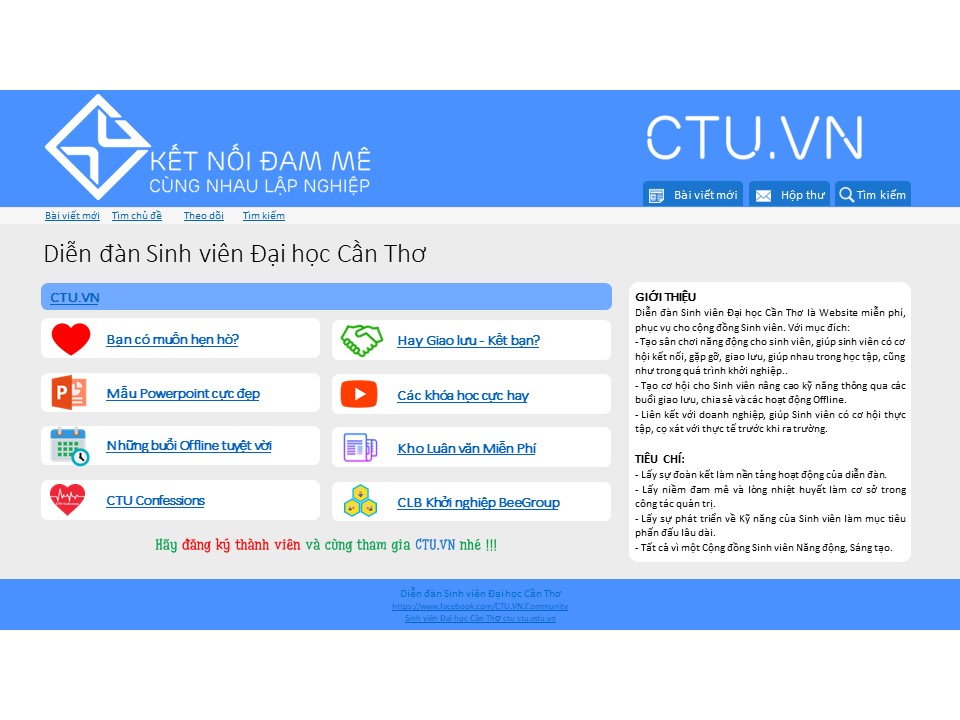 KẾT NỐI ĐAM MÊ
CÙNG NHAU LẬP NGHIỆP
CTU.VN
Bài viết mới
Hộp thư
Tìm kiếm
Bài viết mới
Tìm chủ đề
Theo dõi
Tìm kiếm
Diễn đàn Sinh viên Đại học Cần Thơ
CTU.VN
Bạn có muốn hẹn hò?
Hay Giao lưu - Kết bạn?
Mẫu Powerpoint cực đẹp
Các khóa học cực hay
Những buổi Offline tuyệt vời
Kho Luân văn Miễn Phí
CTU Confessions
CLB Khởi nghiệp BeeGroup
Hãy đăng ký thành viên và cùng tham gia CTU.VN nhé !!!
GIỚI THIỆU
Diễn đàn Sinh viên Đại học Cần Thơ là Website miễn phí,
phục vụ cho cộng đồng Sinh viên. Với mục đích:
-Tạo sân chơi năng động cho sinh viên, giúp sinh viên có cơ
hội kết nối, gặp gỡ, giao lưu, giúp nhau trong học tập, cũng
như trong quá trình khởi nghiệp..
- Tạo cơ hội cho Sinh viên nâng cao kỹ năng thông qua các
buổi giao lưu, chia sẻ và các hoạt động Offline.
- Liên kết với doanh nghiệp, giúp Sinh viên có cơ hội thực
tập, cọ xát với thực tế trước khi ra trường.
TIÊU CHÍ:
- Lấy sự đoàn kết làm nền tảng hoạt động của diễn đàn.
- Lấy niềm đam mê và lòng nhiệt huyết làm cơ sở trong
công tác quản trị.
- Lấy sự phát triển về Kỹ năng của Sinh viên làm mục tiêu
phấn đấu lâu dài.
- Tất cả vì một Cộng đồng Sinh viên Năng động, Sáng tạo.
Diễn đàn Sinh viên Đại học Cần Thơ
https://www.facebook.com/CTU.VN.Community
Sinh viên Đại học Cần Thơ ctu ctu.edu.vn